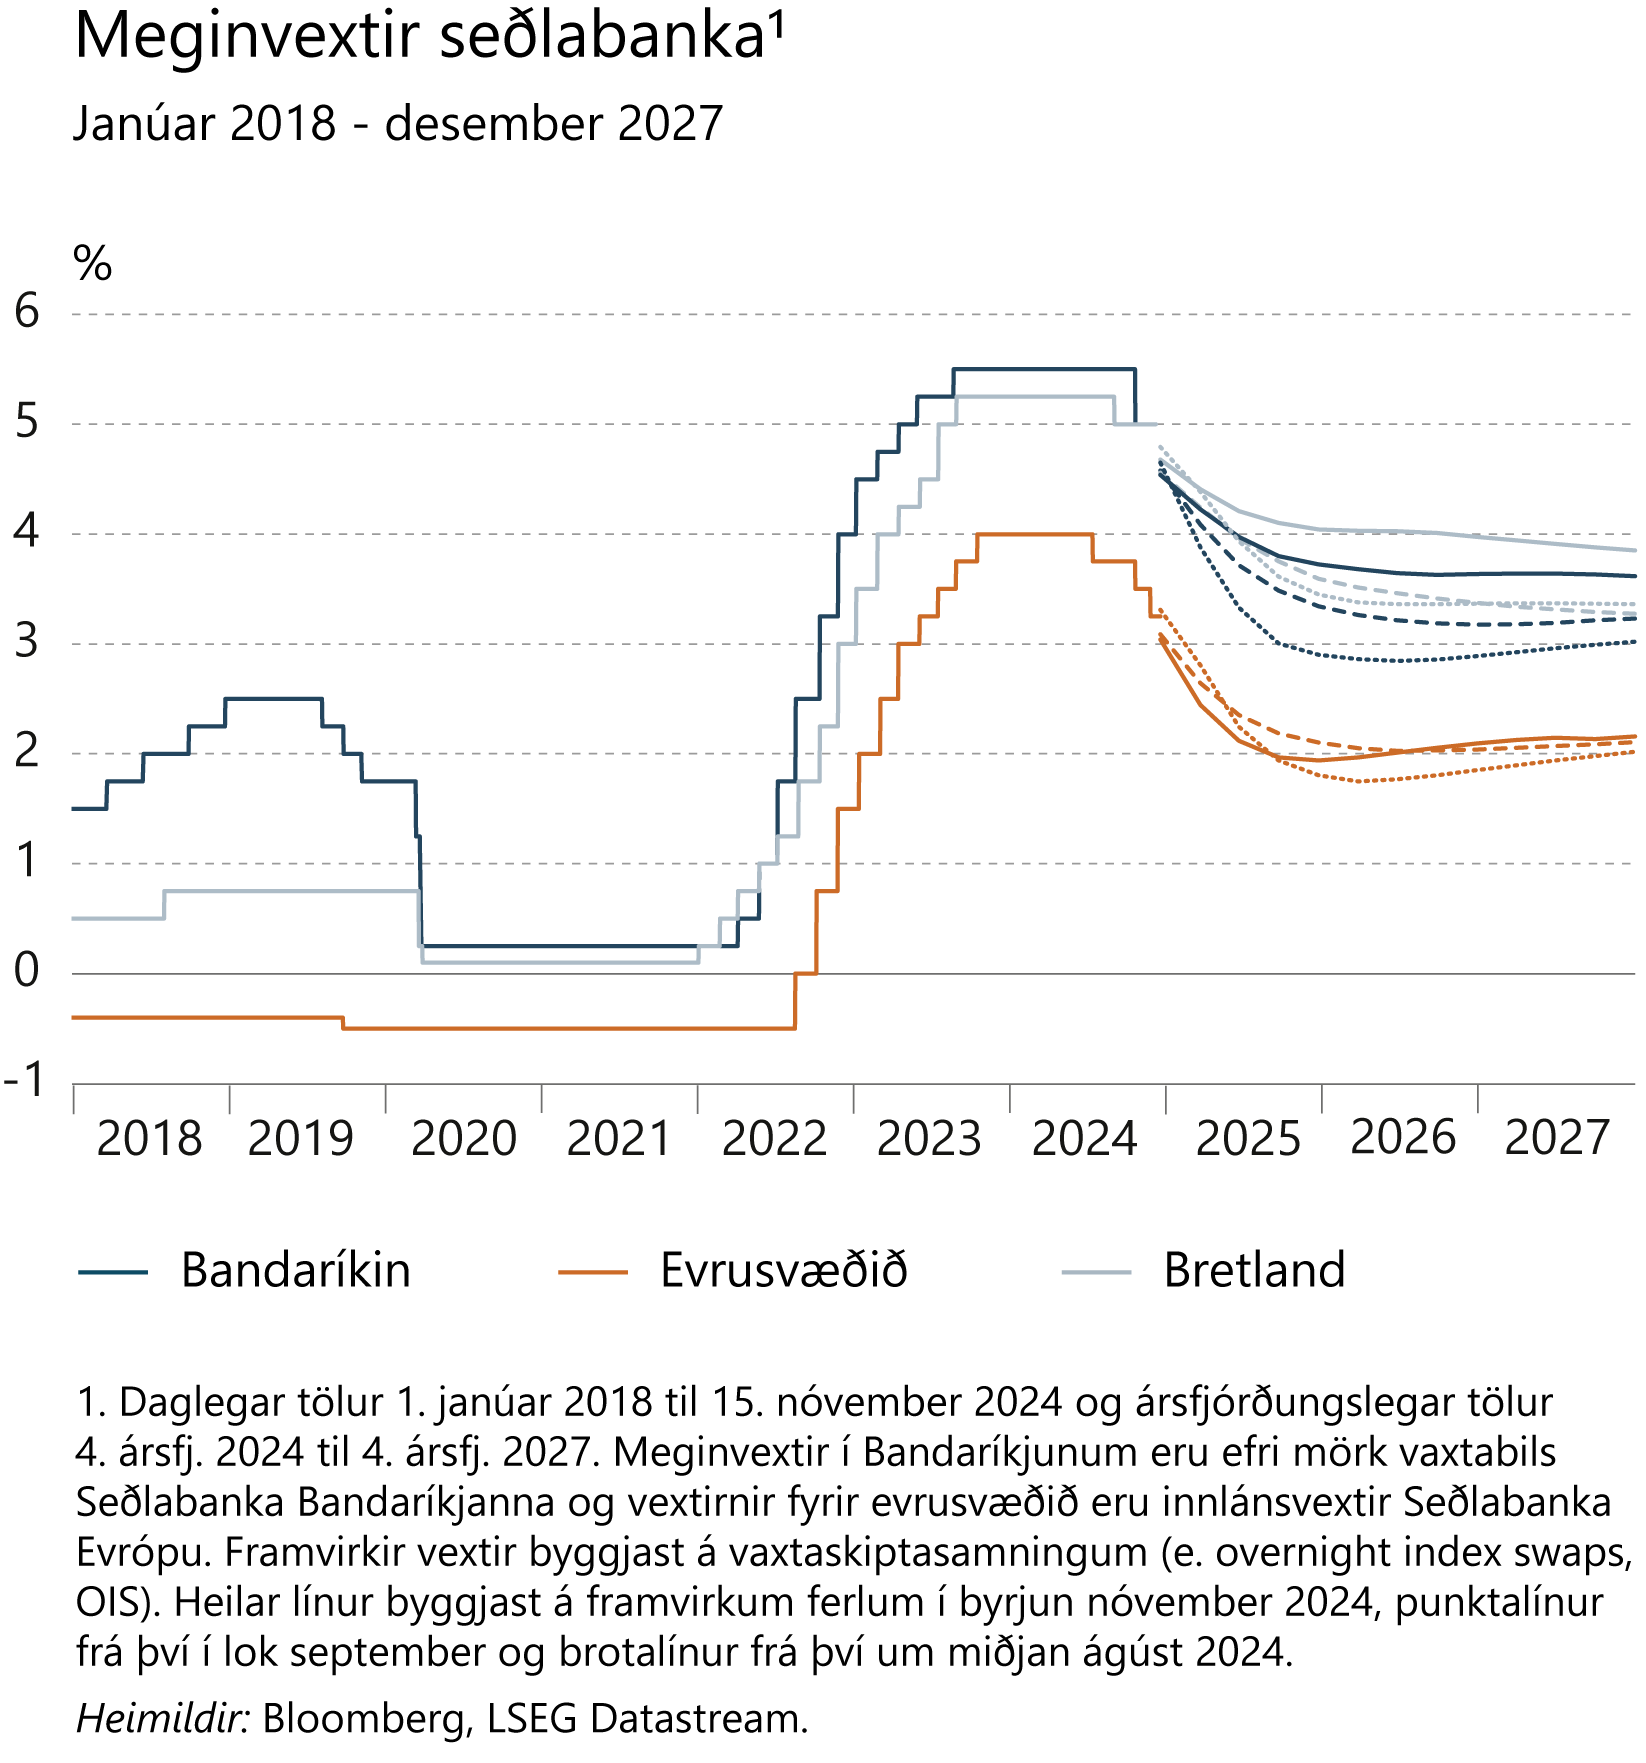 Meginvextir seðlabanka¹
Janúar 2018 - desember 2027
%
6
5
4
3
2
1
0
-1
2018 2019 2020 2021 2022 2023 2024 2025 2026 2027
Bandaríkin Evrusvæðið Bretland
1. Daglegar tölur 1. janúar 2018 til 15. nóvember 2024 og ársfjórðungslegar tölur
4. ársfj. 2024 til 4. ársfj. 2027. Meginvextir í Bandaríkjunum eru efri mörk vaxtabils
Seðlabanka Bandaríkjanna og vextirnir fyrir evrusvæðið eru innlánsvextir Seðlabanka
Evrópu. Framvirkir vextir byggjast á vaxtaskiptasamningum (e. overnight index swaps,
OIS). Heilar línur byggjast á framvirkum ferlum í byrjun nóvember 2024, punktalínur
frá því í lok september og brotalínur frá því um miðjan ágúst 2024.
Heimildir: Bloomberg, LSEG Datastream.